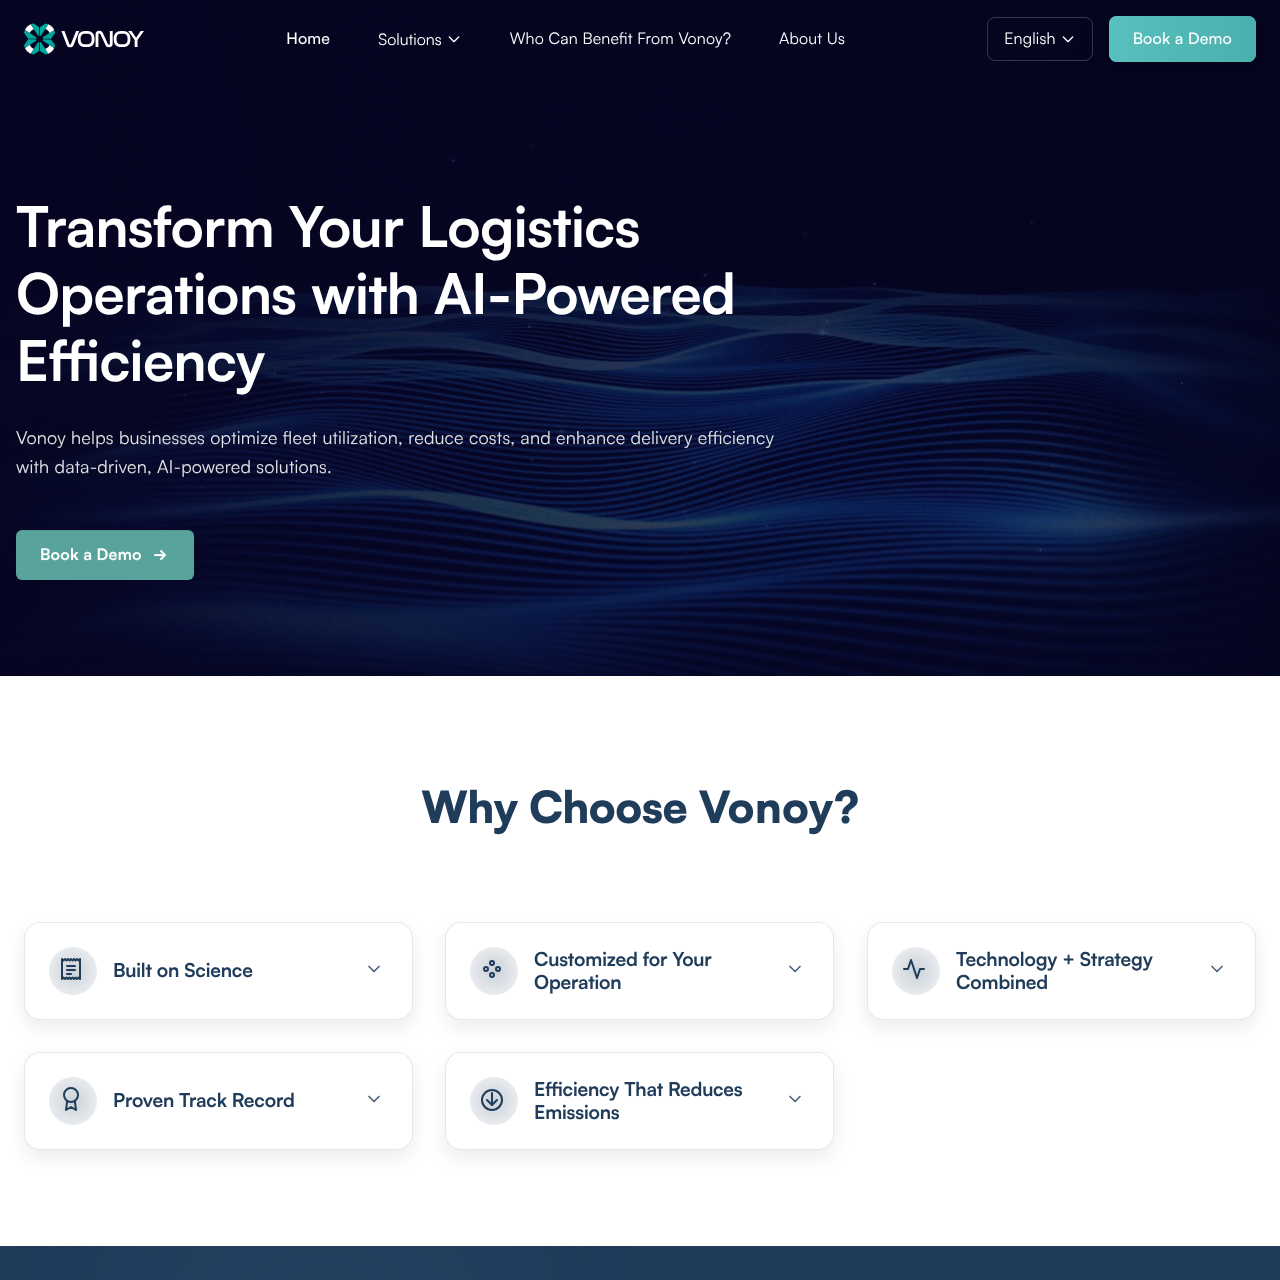 VONOY
Home
Solutions
Who Can Benefit From Vonoy?
About Us
English
Book a Demo
Transform Your Logistics
Operations with AI-Powered
Efficiency
Vonoy helps businesses optimize fleet utilization, reduce costs, and enhance delivery efficiency
with data-driven, AI-powered solutions.
Book a Demo →
Why Choose Vonoy?
Built on Science
Customized for Your
Operation
Technology + Strategy
Combined
Proven Track Record
Efficiency That Reduces
Emissions